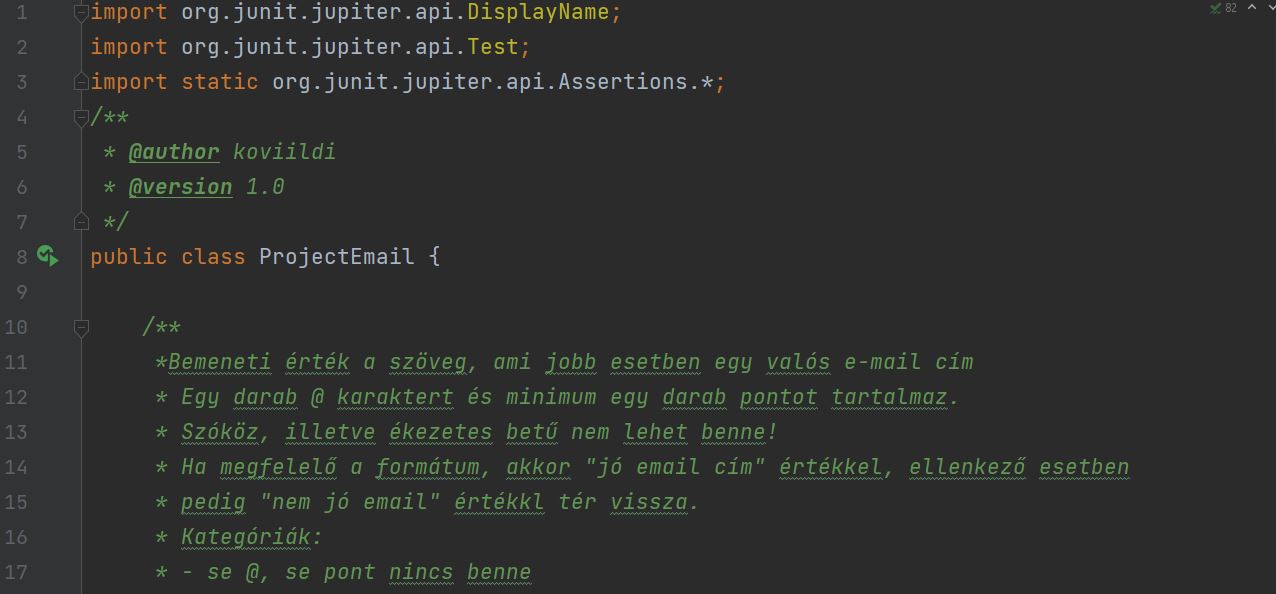 1 import org.junit.jupiter.api.DisplayName; 82
2 import org.junit.jupiter.api.Test;
3 import static org.junit.jupiter.api.Assertions.*;
4 /**
5 * @author koviildi
6 * @version 1.0
7 */
8 public class ProjectEmail {
9
10 /**
11 *Bemeneti érték a szöveg, ami jobb esetben egy valós e-mail cím
12 * Egy darab @ karaktert és minimum egy darab pontot tartalmaz.
13 * Szóköz, illetve ékezetes betű nem lehet benne!
14 * Ha megfelelő a formátum, akkor "jó email cím" értékkel, ellenkező esetben
15 * pedig "nem jó email" értékkl tér vissza.
16 * Kategóriák:
17 * - se @, se pont nincs benne